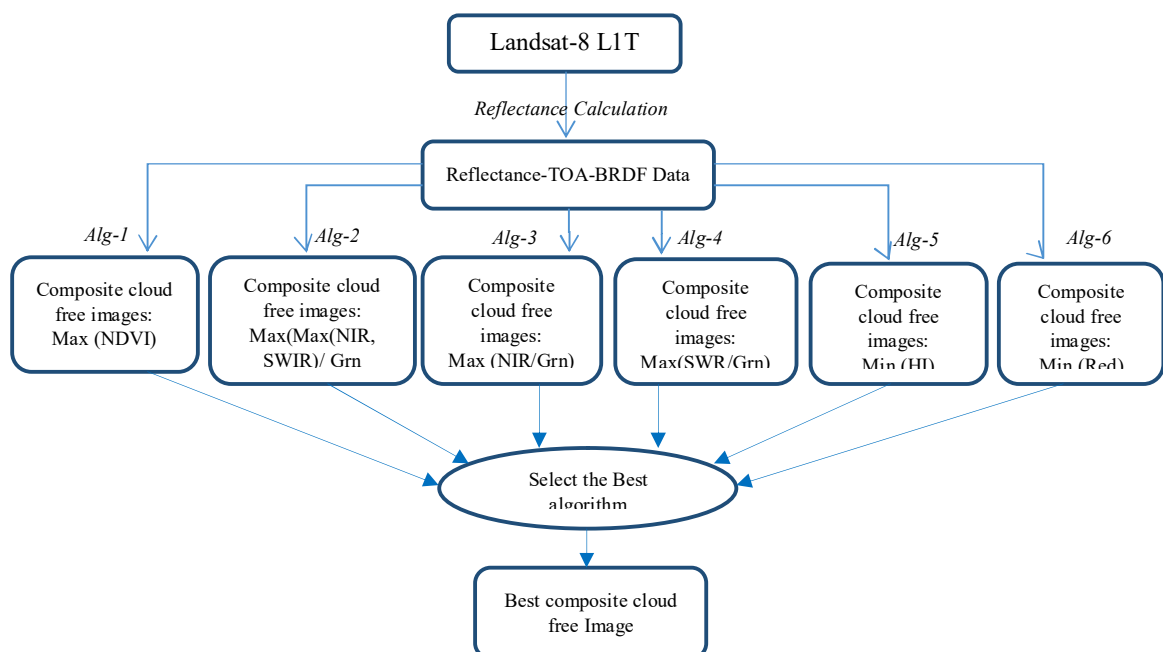 Landsat-8 L1T
Reflectance Calculation
Reflectance-TOA-BRDF Data
Alg-1
Alg-2
Alg-3
Alg-4
Alg-5
Alg-6
Composite cloud
free images:
Max (NDVI)
Composite cloud
free images:
Max(Max(NIR,
SWIR)/ Grn
Composite
cloud free
images:
Max (NIR/Grn)
Composite
cloud free
images:
Max(SWR/Grn)
Composite
cloud free
images:
Min (HI)
Composite
cloud free
images:
Min (Red)
Select the Best
algorithm
Best composite cloud
free Image